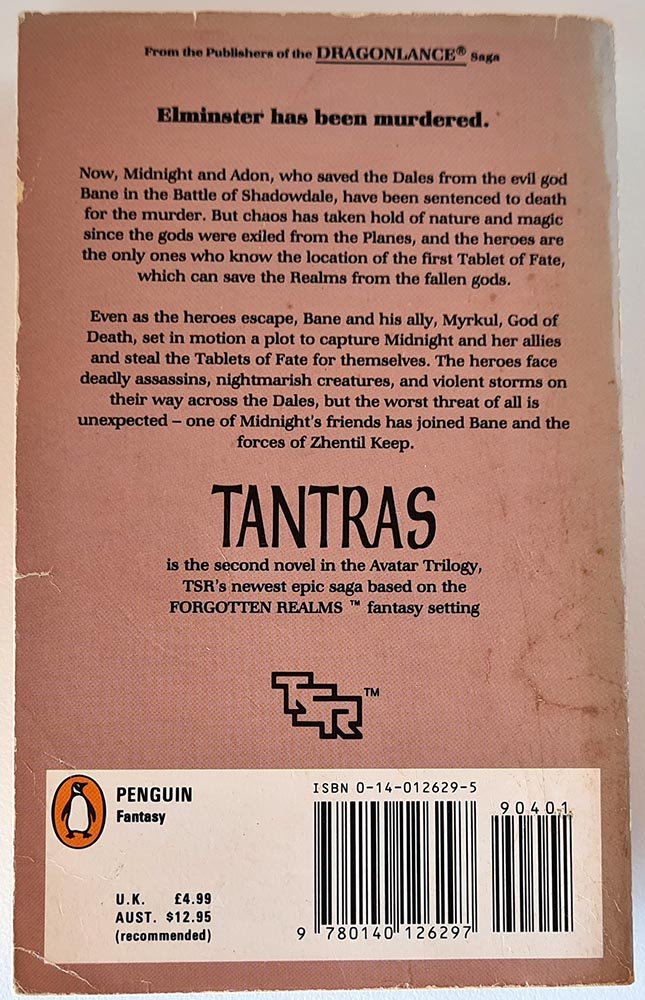 From the Publishers of the DRAGONLANCE® Saga
Elminster has been murdered.
Now, Midnight and Adon, who saved the Dales from the evil god
Bane in the Battle of Shadowdale, have been sentenced to death
for the murder. But chaos has taken hold of nature and magic
since the gods were exiled from the Planes, and the heroes are
the only ones who know the location of the first Tablet of Fate,
which can save the Realms from the fallen gods.
Even as the heroes escape, Bane and his ally, Myrkul, God of
Death, set in motion a plot to capture Midnight and her allies
and steal the Tablets of Fate for themselves. The heroes face
deadly assassins, nightmarish creatures, and violent storms on
their way across the Dales, but the worst threat of all is
unexpected – one of Midnight's friends has joined Bane and the
forces of Zhentil Keep.
TANTRAS
is the second novel in the Avatar Trilogy,
TSR's newest epic saga based on the
FORGOTTEN REALMS ™ fantasy setting
TSR™
PENGUIN
Fantasy
U.K. £4.99
AUST. $12.95
(recommended)
ISBN 0-14-012629-5
90401
9 780140 126297